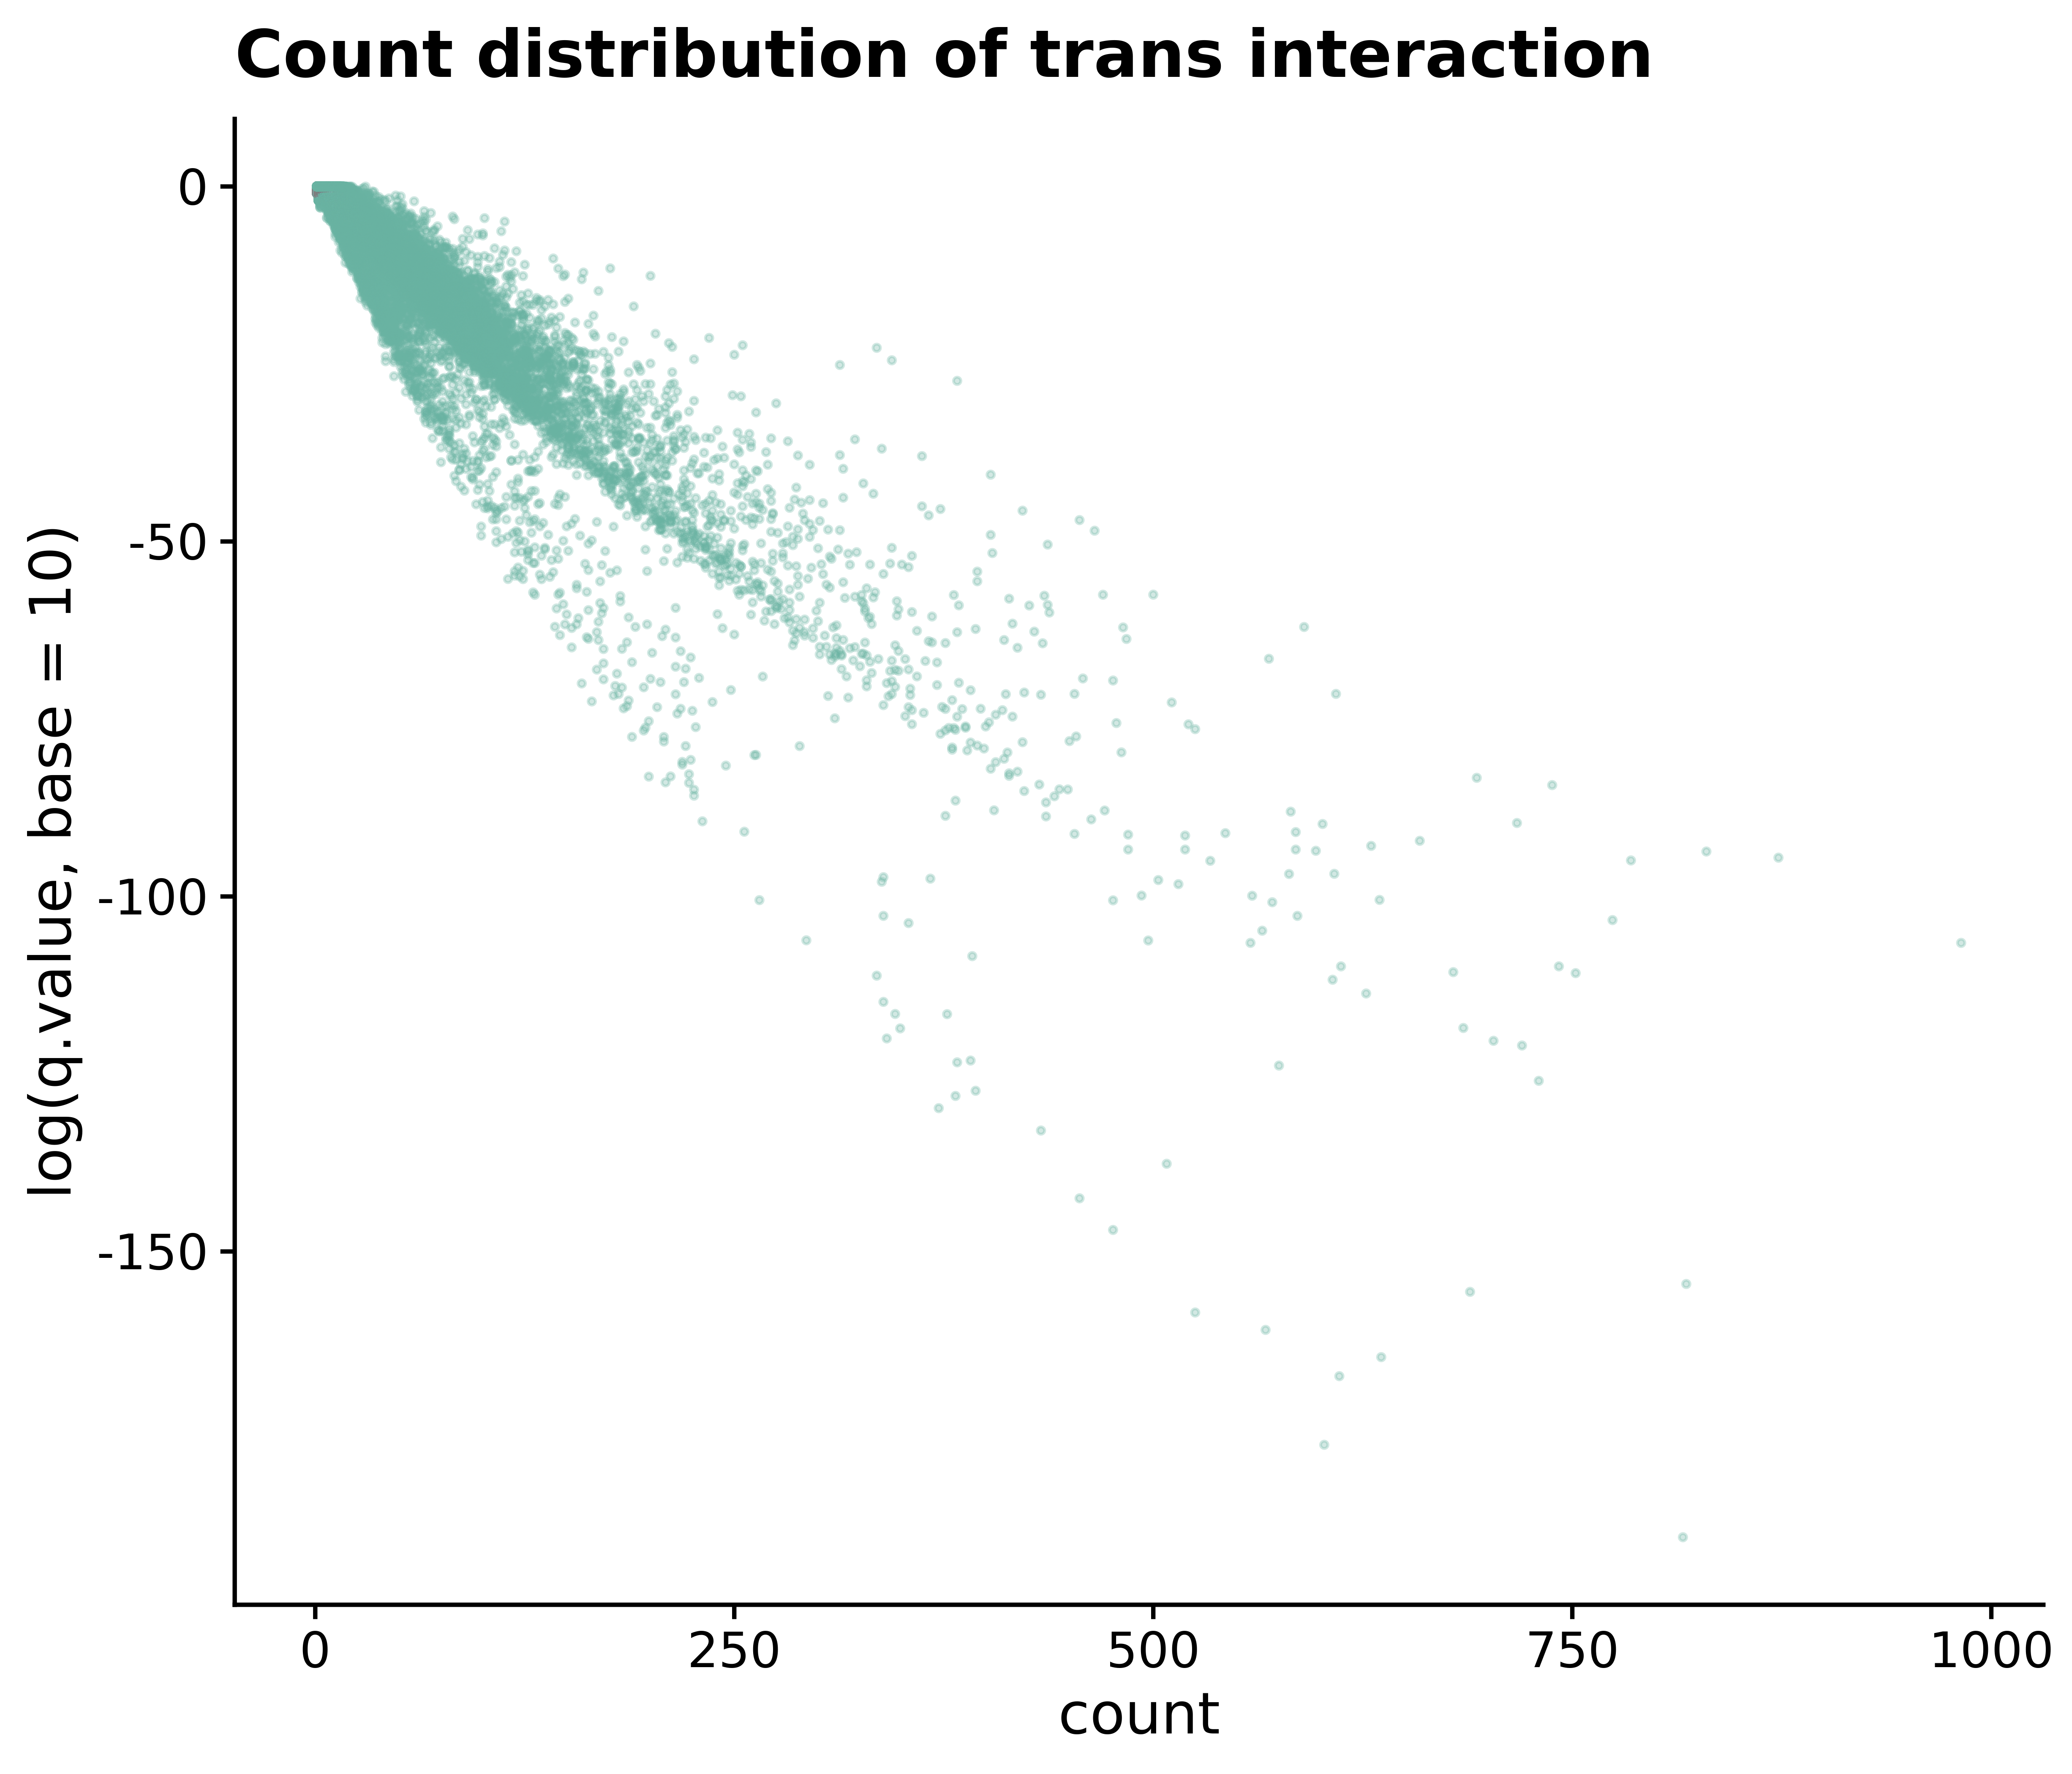 Count distribution of trans interaction
log(q.value, base = 10)
0
-50
-100
-150
0 250 500 750 1000
count